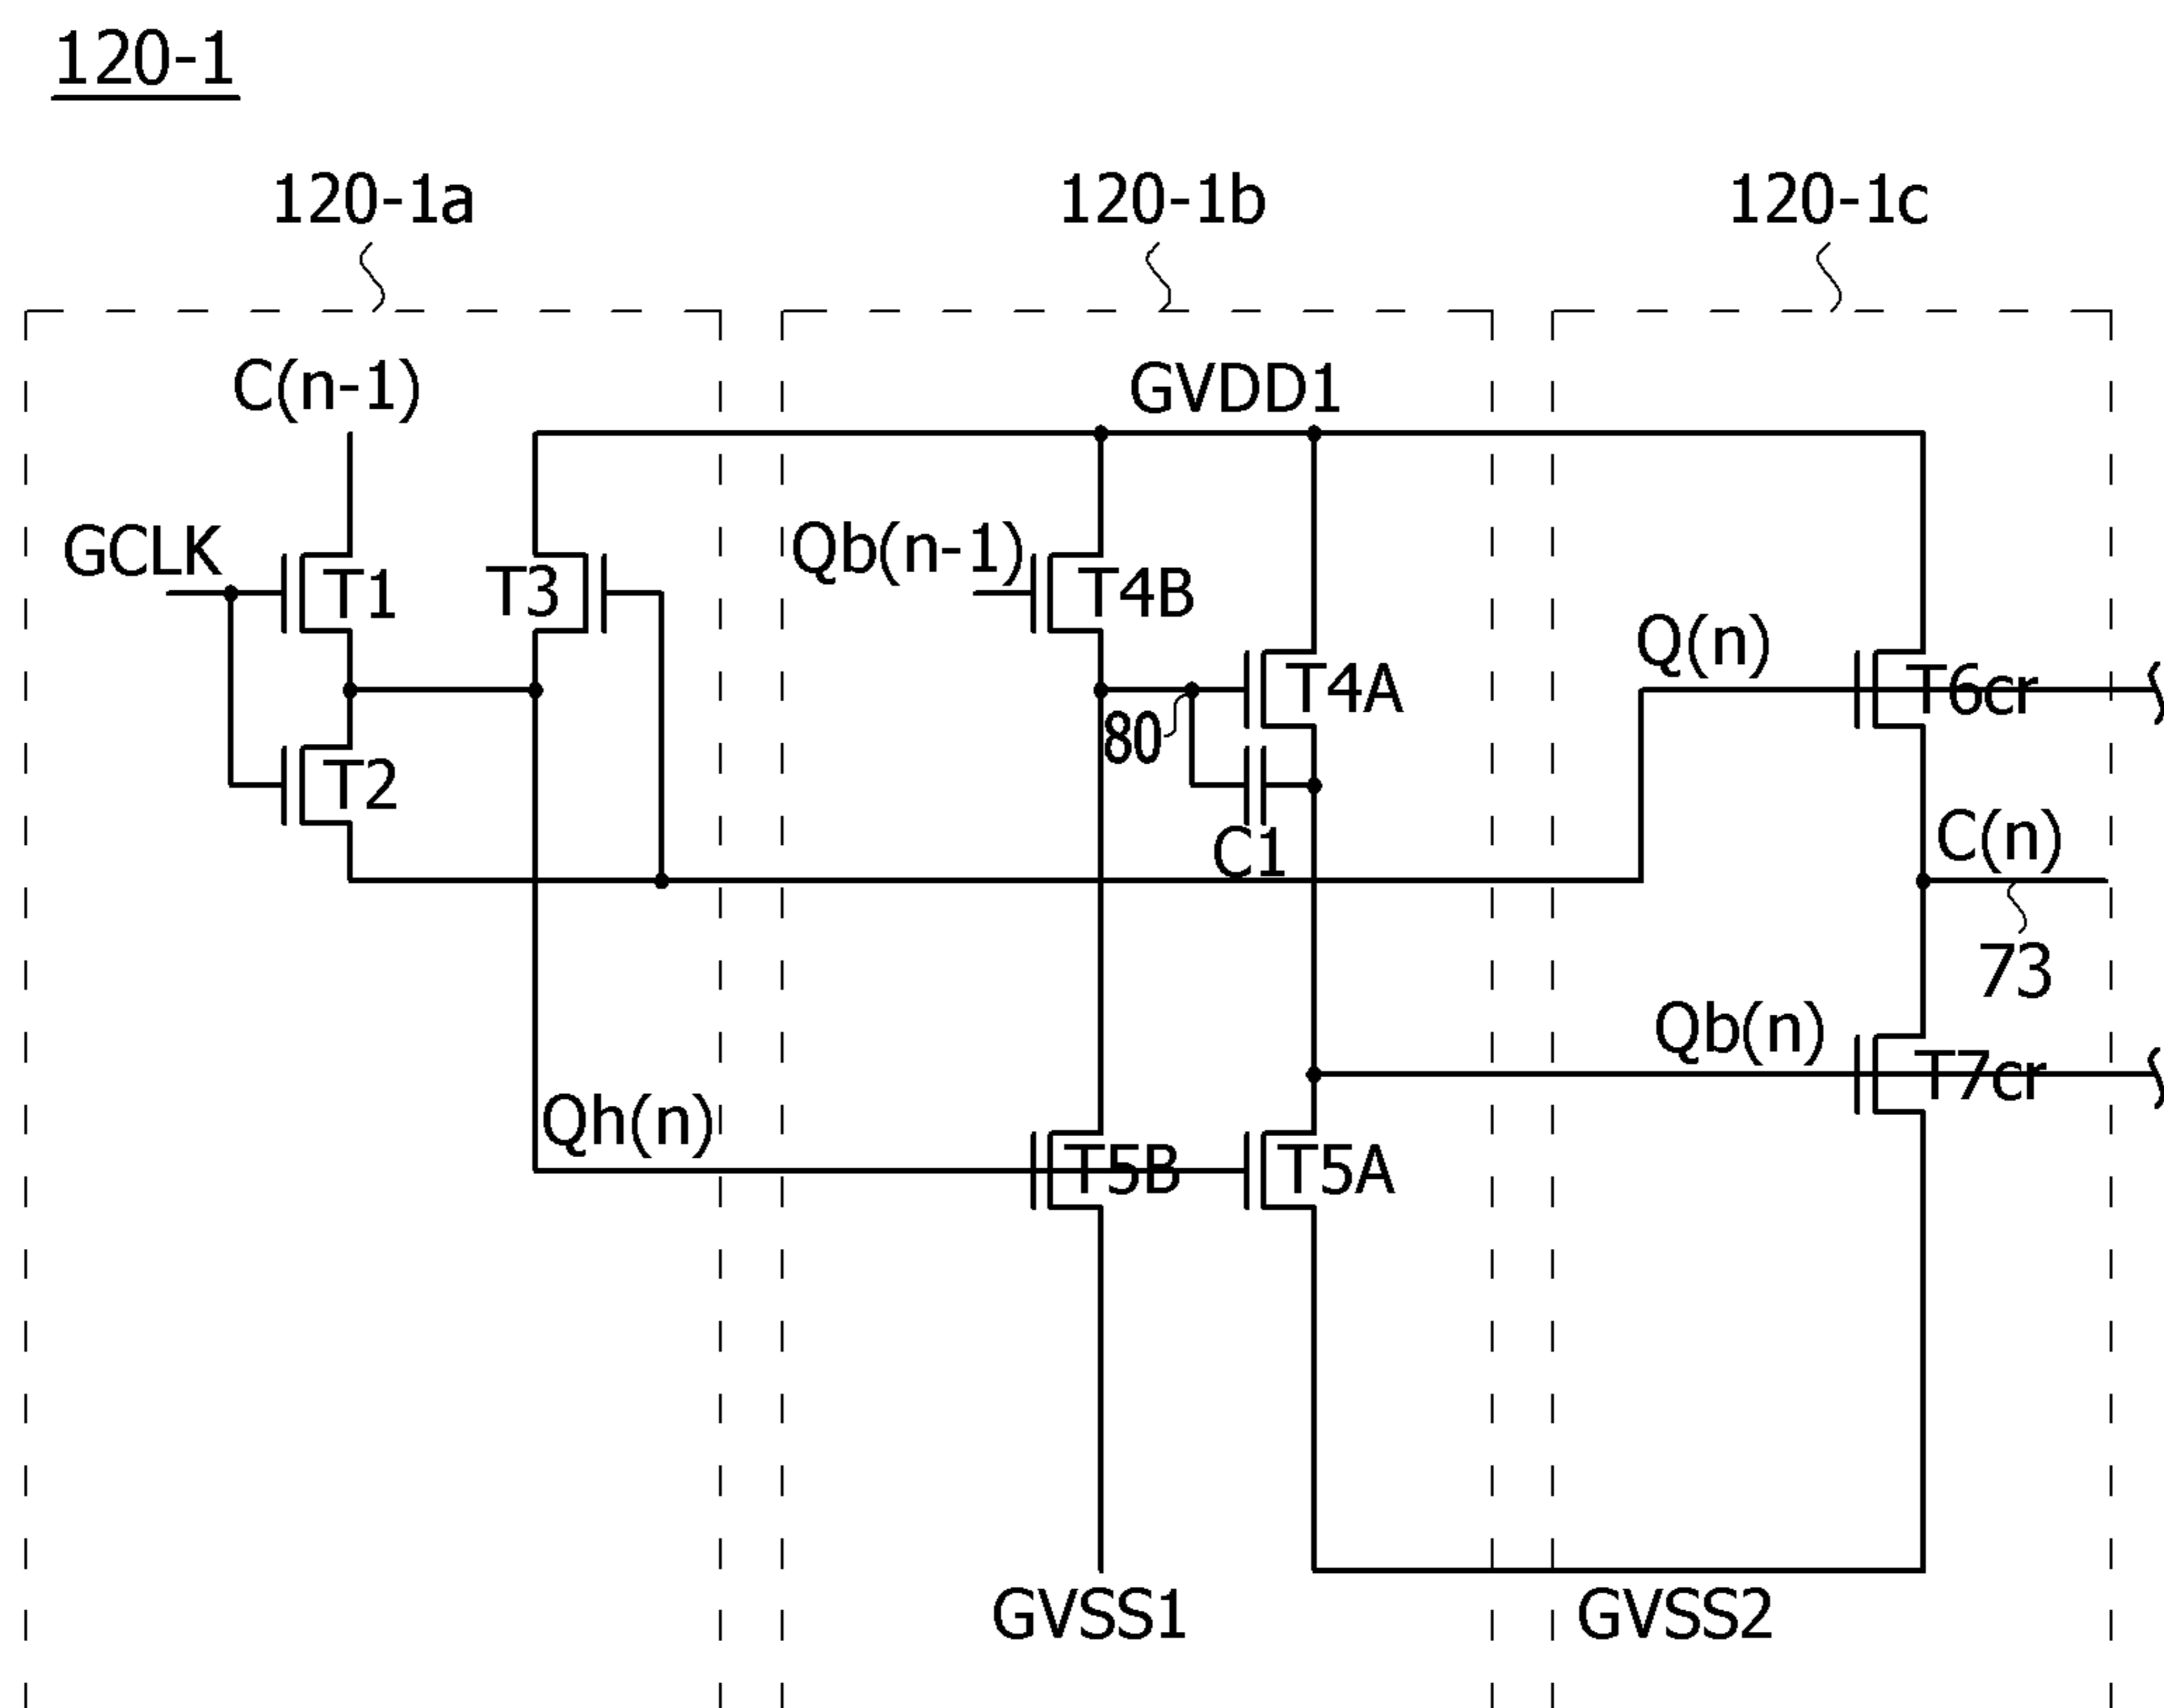 120-1
120-1a
120-1b
120-1c
C(n-1)
GVDD1
GCLK
T1
T3
Qb(n-1)
T4B
Q(n)
T4A
T6cr
80
T2
C1
C(n)
73
Qb(n)
T7cr
Qh(n)
T5B
T5A
GVSS1
GVSS2